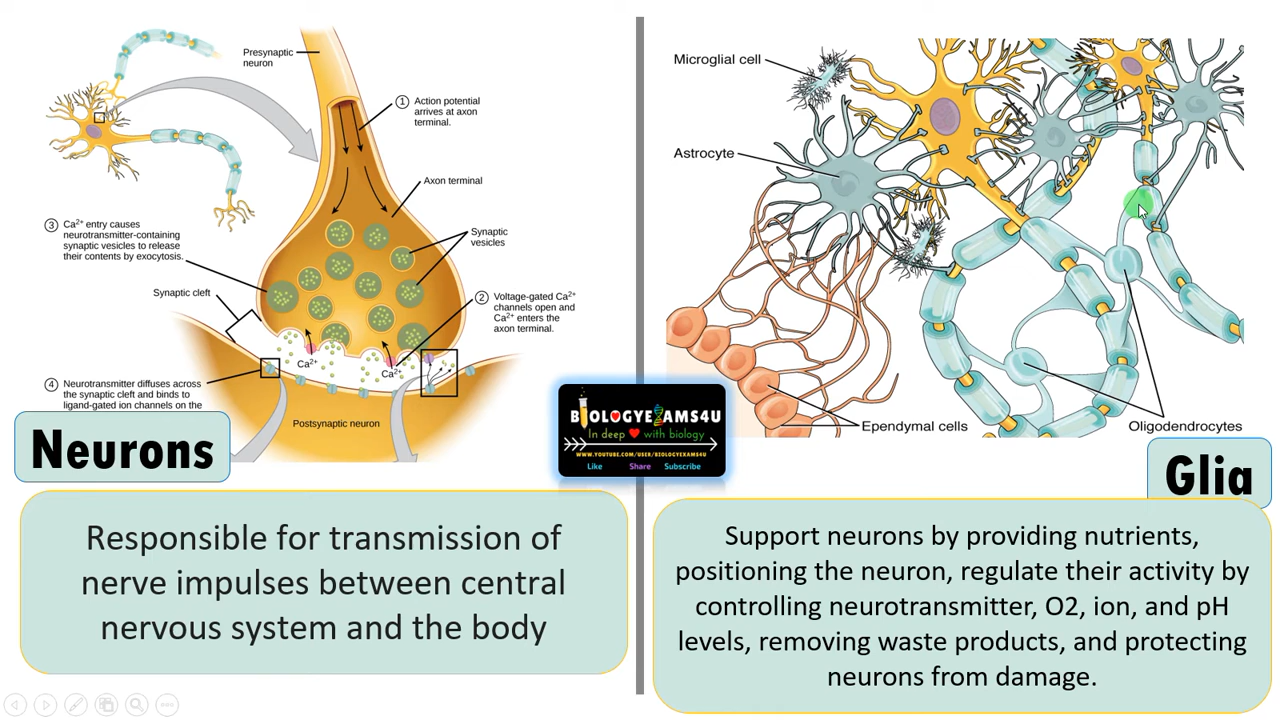 Presynaptic
neuron
① Action potential
arrives at axon
terminal.
Axon terminal
③ Ca²⁺ entry causes
neurotransmitter-containing
synaptic vesicles to release
their contents by exocytosis.
Synaptic
vesicles
Synaptic cleft
② Voltage-gated Ca²⁺
channels open and
Ca²⁺ enters the
axon terminal.
Ca²⁺
Ca²⁺
④ Neurotransmitter diffuses across
the synaptic cleft and binds to
ligand-gated ion channels on the
Postsynaptic neuron
Neurons
Responsible for transmission of
nerve impulses between central
nervous system and the body
BIOLOGYEXAMS4U
In deep ❤ with biology
WWW.YOUTUBE.COM/USER/BIOLOGYEXAMS4U
Like Share Subscribe
Microglial cell
Astrocyte
Ependymal cells
Oligodendrocytes
Glia
Support neurons by providing nutrients,
positioning the neuron, regulate their activity by
controlling neurotransmitter, O2, ion, and pH
levels, removing waste products, and protecting
neurons from damage.